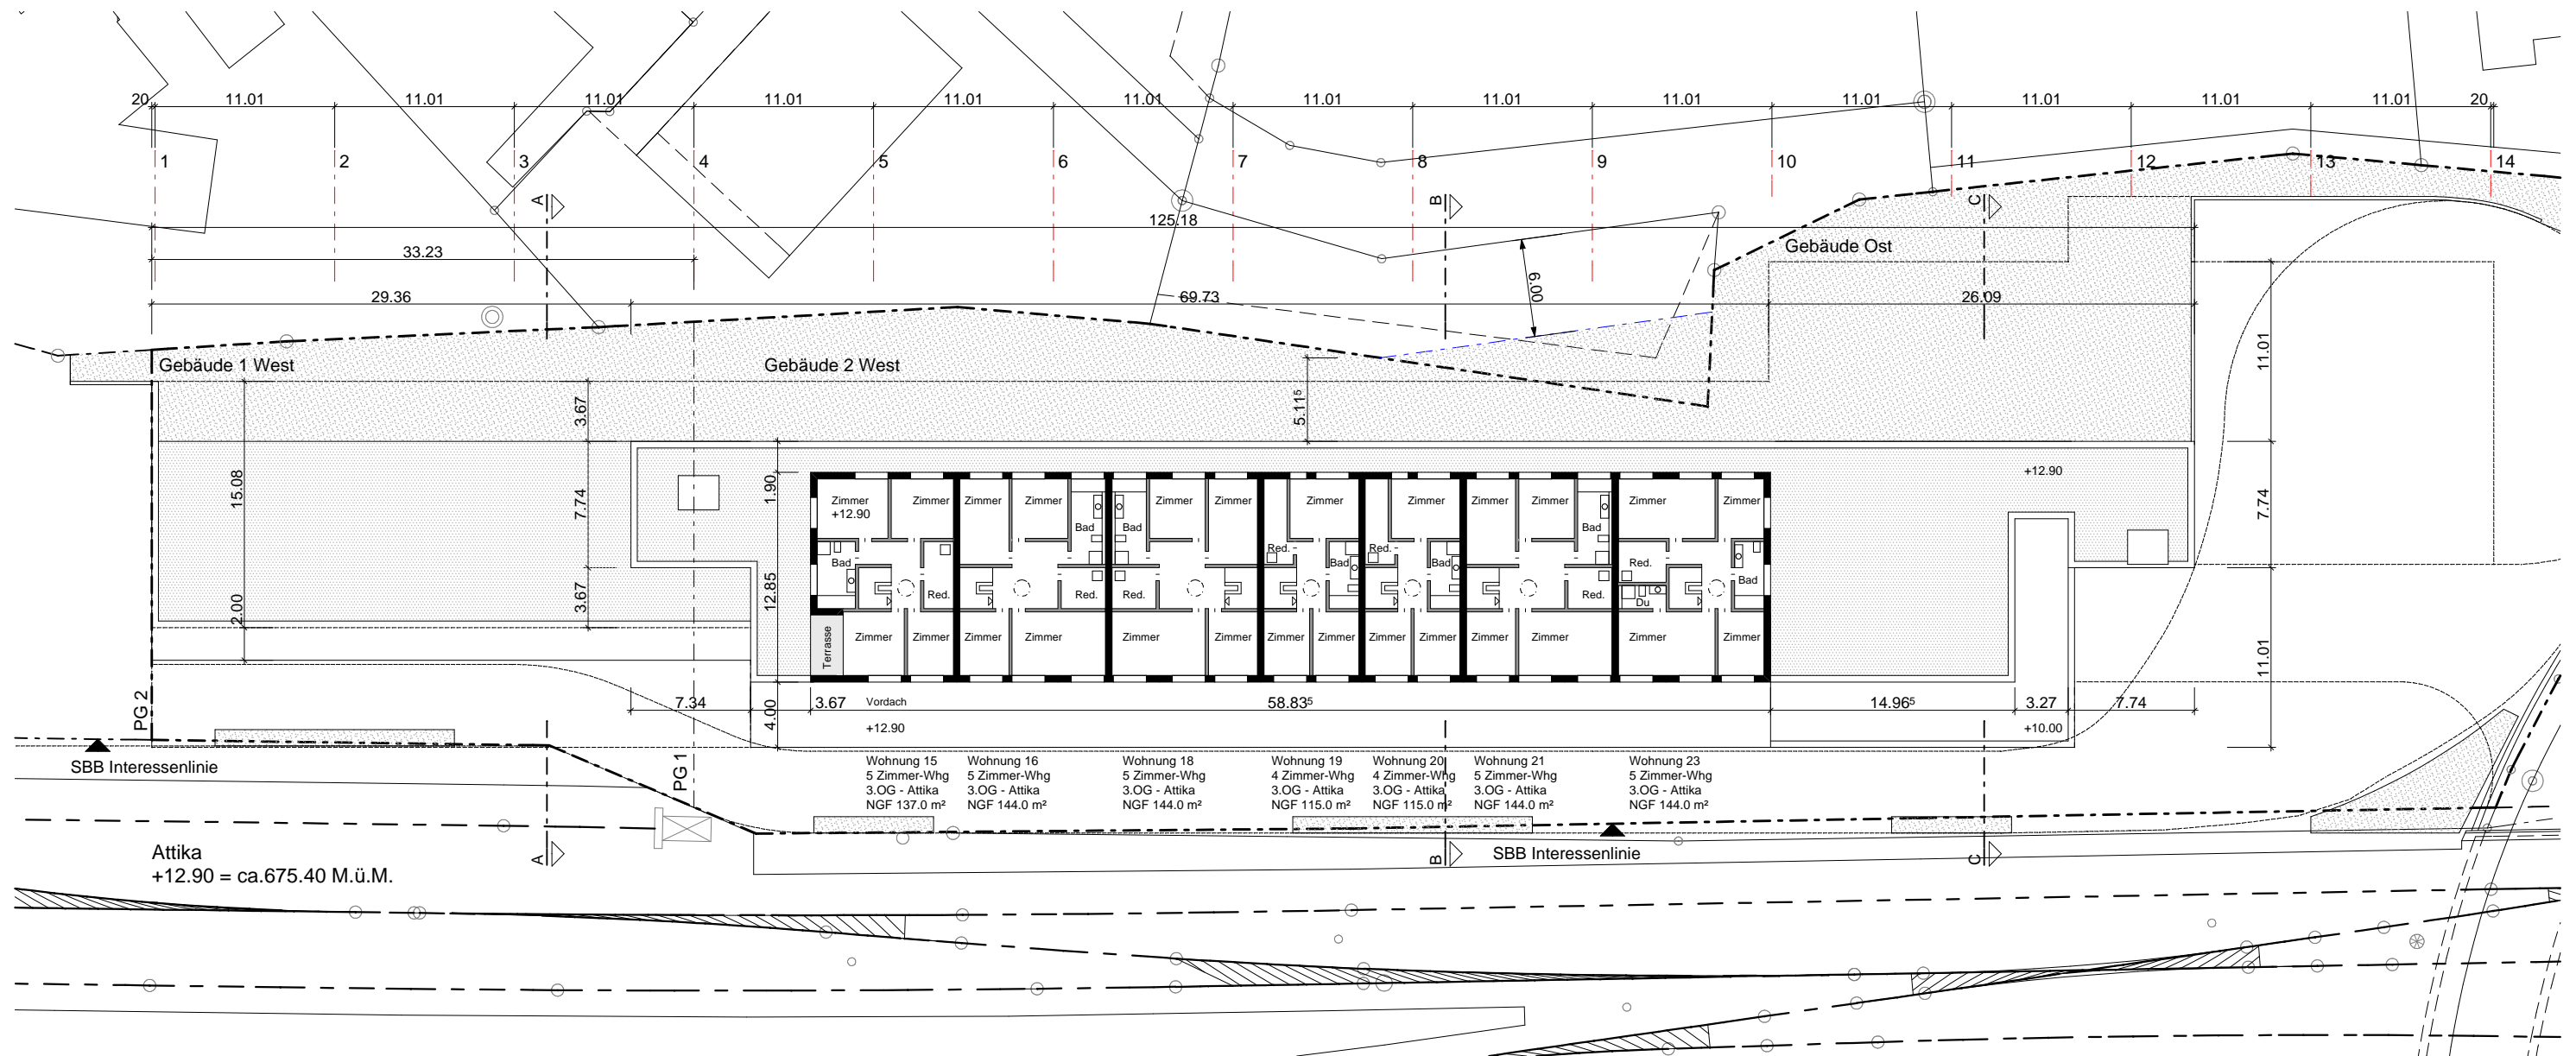 20 11.01 11.01 11.01 11.01 11.01 11.01 11.01 11.01 11.01 11.01 11.01 11.01 11.01 20
1 2 3 4 5 6 7 8 9 10 11 12 13 14
A B C
125.18
33.23
Gebäude Ost
6.00
29.36 69.73 26.09
Gebäude 1 West Gebäude 2 West
11.01
3.67 5.11⁵
15.08 7.74 1.90 +12.90 7.74
Zimmer Zimmer Zimmer Zimmer Zimmer Zimmer Zimmer Zimmer Zimmer Zimmer Zimmer Zimmer
+12.90
Bad Bad Bad
Red. Red.
Bad Bad Bad Red.
12.85 Bad
2.00 3.67 Red. Red. Red. Red.
Du
Terrasse Zimmer Zimmer Zimmer Zimmer Zimmer Zimmer Zimmer Zimmer Zimmer Zimmer Zimmer Zimmer Zimmer Zimmer
11.01
PG 2
7.34 4.00 3.67 Vordach 58.83⁵ 14.96⁵ 3.27 7.74
+12.90 +10.00
SBB Interessenlinie
PG 1
Wohnung 15
5 Zimmer-Whg
3.OG - Attika
NGF 137.0 m²
Wohnung 16
5 Zimmer-Whg
3.OG - Attika
NGF 144.0 m²
Wohnung 18
5 Zimmer-Whg
3.OG - Attika
NGF 144.0 m²
Wohnung 19
4 Zimmer-Whg
3.OG - Attika
NGF 115.0 m²
Wohnung 20
4 Zimmer-Whg
3.OG - Attika
NGF 115.0 m²
Wohnung 21
5 Zimmer-Whg
3.OG - Attika
NGF 144.0 m²
Wohnung 23
5 Zimmer-Whg
3.OG - Attika
NGF 144.0 m²
A B C
SBB Interessenlinie
Attika
+12.90 = ca.675.40 M.ü.M.